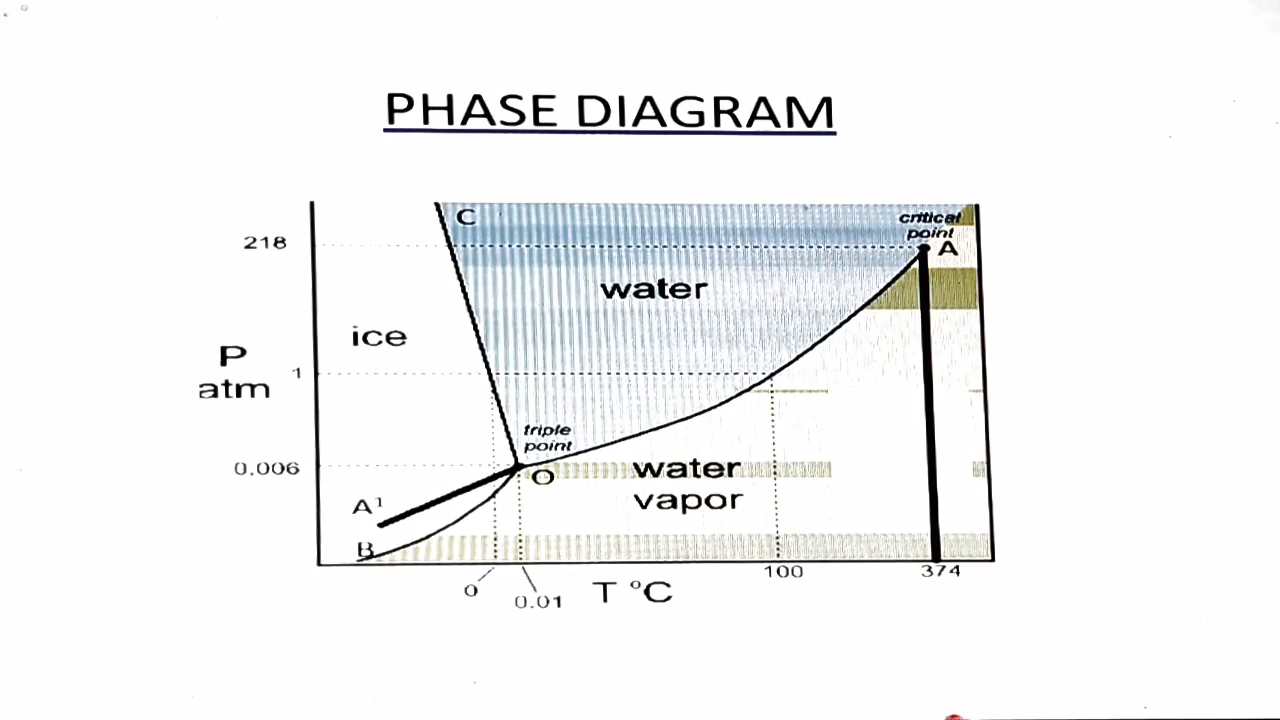 PHASE DIAGRAM
C
critical
point
218
A
water
ice
P
atm
1
triple
point
0.006
O
water
vapor
A¹
B
0
0.01
T °C
100
374